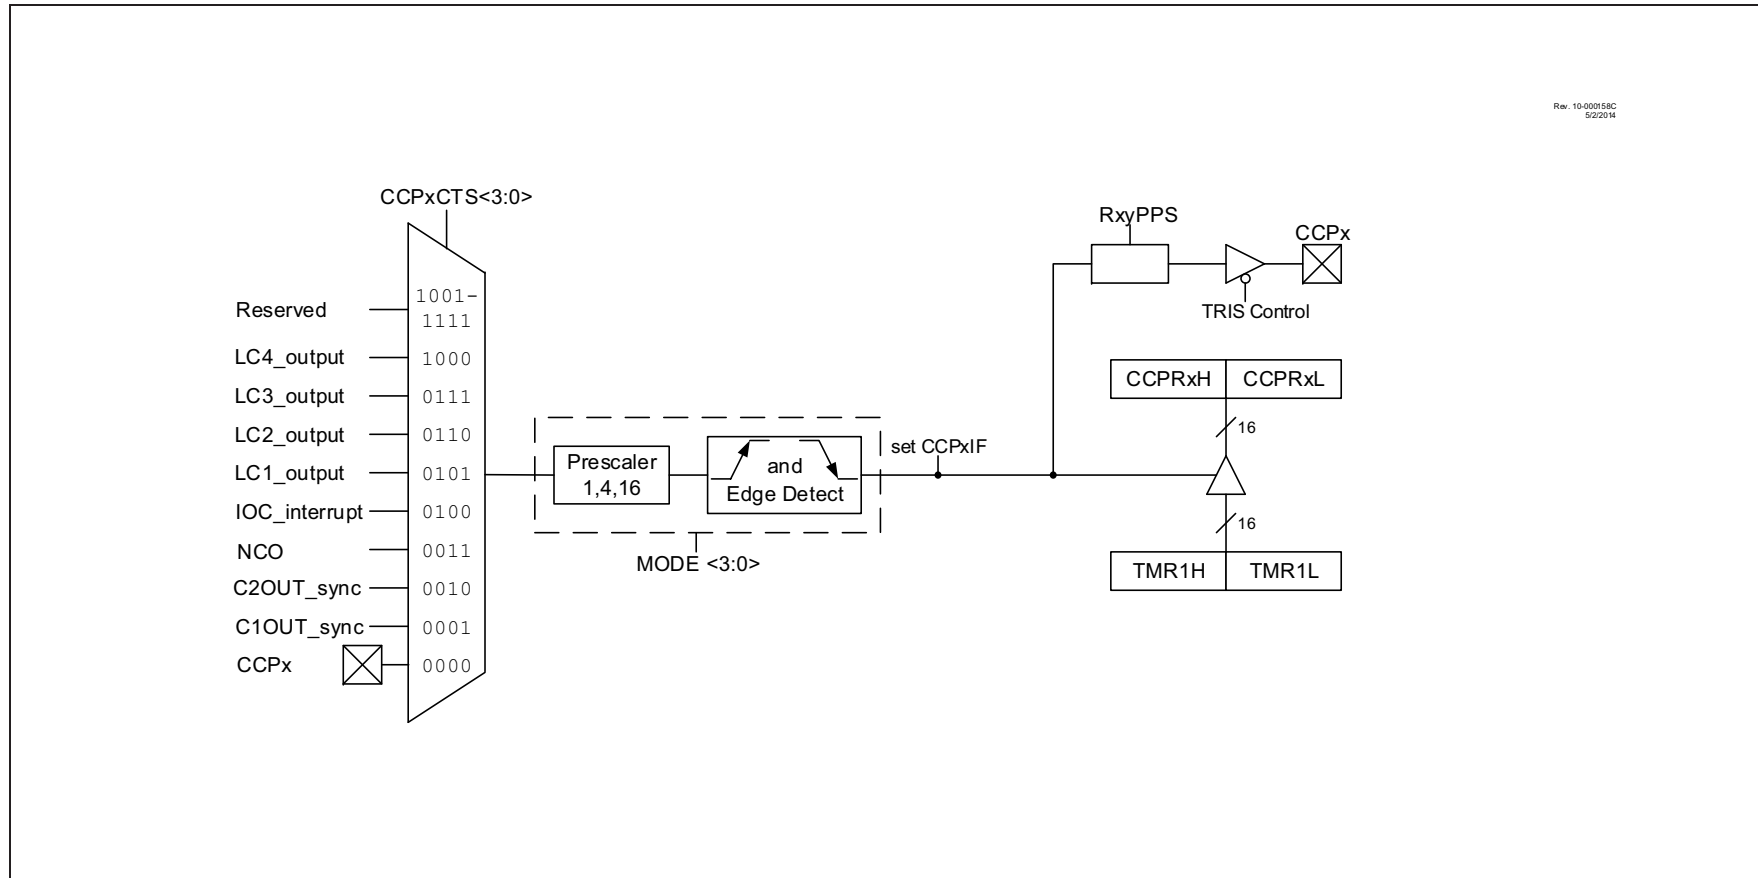 Rev. 10-000158C
5/2/2014
CCPxCTS<3:0>
RxyPPS
CCPx
TRIS Control
Reserved
1001-
1111
LC4_output 1000
LC3_output 0111
LC2_output 0110
LC1_output 0101
IOC_interrupt 0100
NCO 0011
C2OUT_sync 0010
C1OUT_sync 0001
CCPx 0000
Prescaler
1,4,16
and
Edge Detect
MODE <3:0>
set CCPxIF
CCPRxH CCPRxL
16
16
TMR1H TMR1L